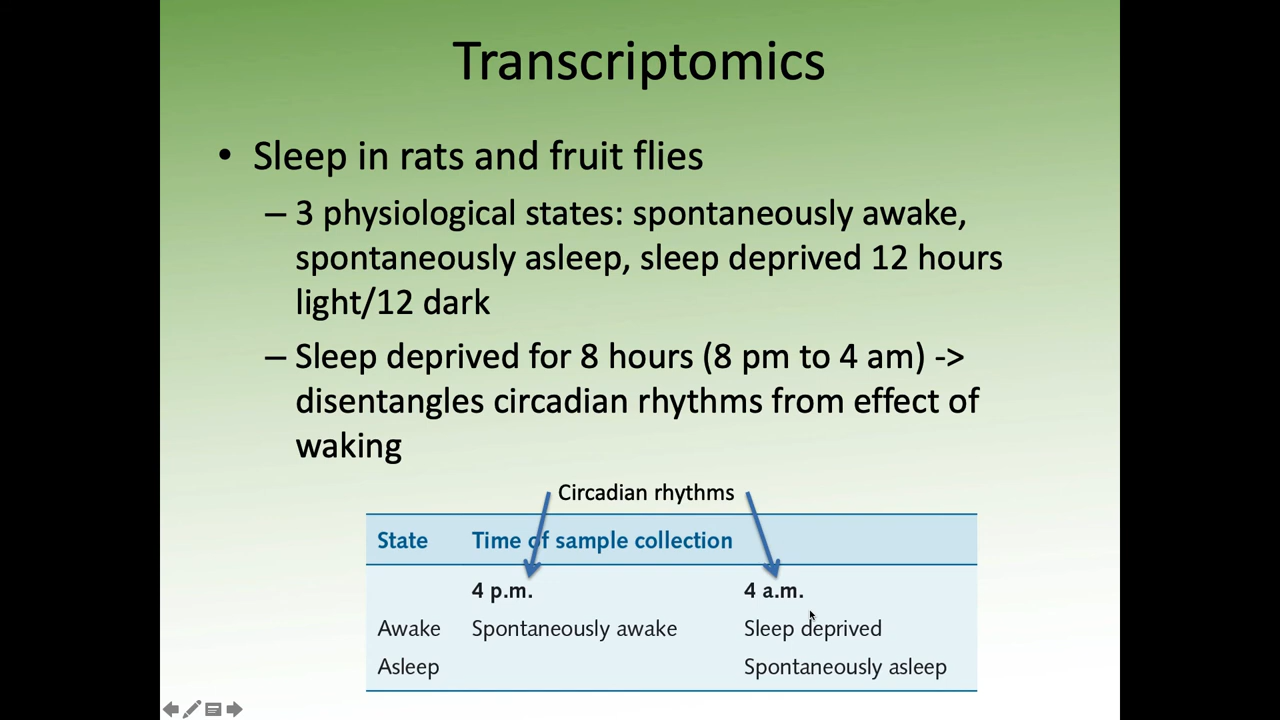 Transcriptomics
• Sleep in rats and fruit flies
– 3 physiological states: spontaneously awake,
spontaneously asleep, sleep deprived 12 hours
light/12 dark
– Sleep deprived for 8 hours (8 pm to 4 am) ->
disentangles circadian rhythms from effect of
waking
Circadian rhythms
State Time of sample collection
4 p.m. 4 a.m.
Awake Spontaneously awake Sleep deprived
Asleep Spontaneously asleep